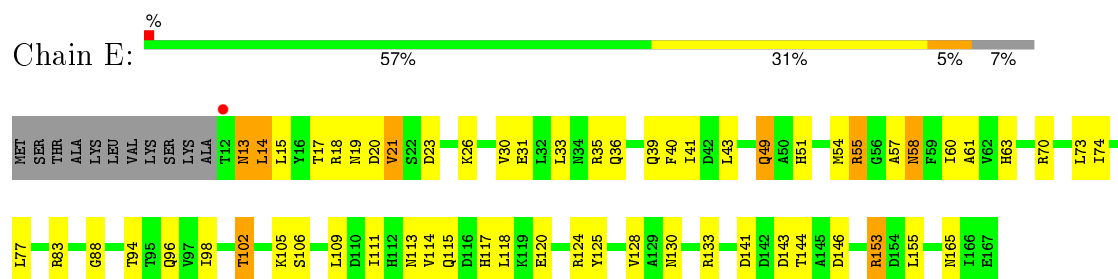 %
Chain E:
57% 31% 5% 7%
MET SER THR ALA LYS LEU VAL LYS SER LYS ALA T12 N13 L14 L15 Y16 T17 R18 N19 D20 V21 S22 D23 K26 V30 E31 L32 L33 N34 R35 Q36 Q39 F40 I41 D42 L43 Q49 A50 H51 M54 R55 G56 A57 N58 F59 I60 A61 V62 H63 R70 L73 I74
L77 R83 G88 T94 T95 Q96 V97 I98 T102 K105 S106 L109 D110 I111 H112 N113 V114 Q115 D116 H117 L118 K119 E120 R124 Y125 V128 A129 N130 R133 D141 D142 D143 T144 A145 D146 R153 D154 L155 N165 I166 E167